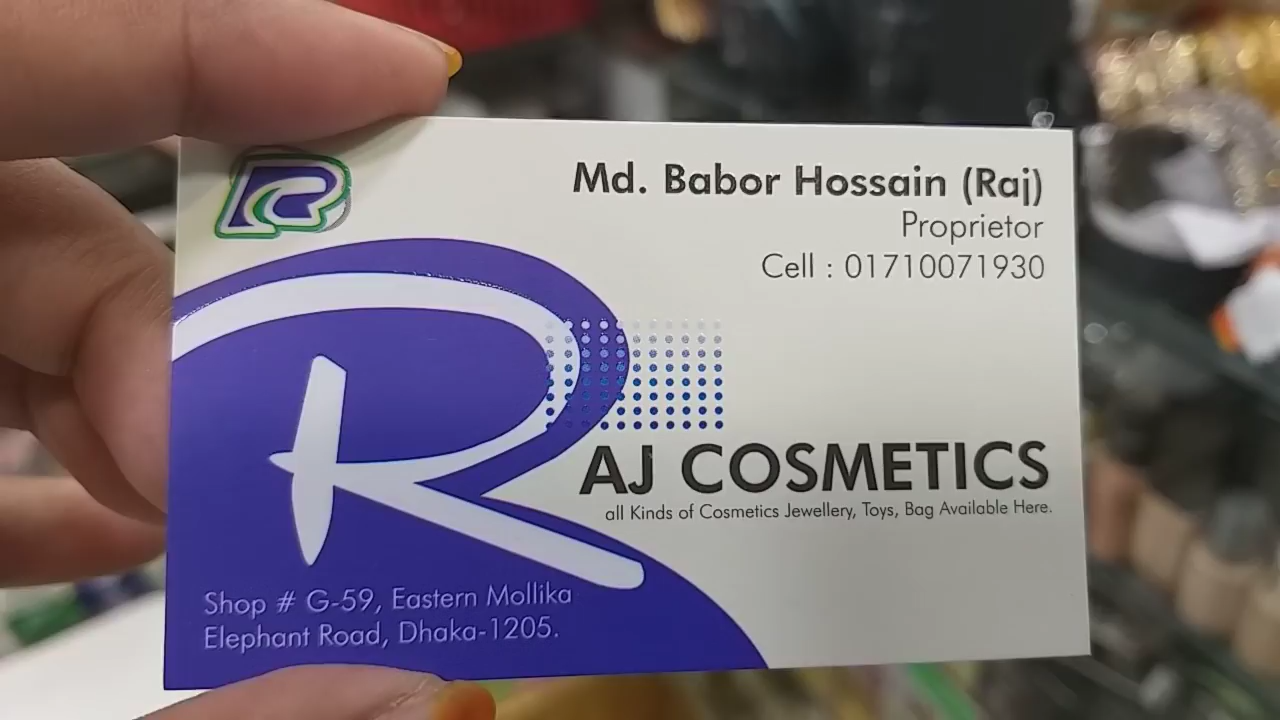 Md. Babor Hossain (Raj)
Proprietor
Cell : 01710071930
RAJ COSMETICS
all Kinds of Cosmetics Jewellery, Toys, Bag Available Here.
Shop # G-59, Eastern Mollika
Elephant Road, Dhaka-1205.